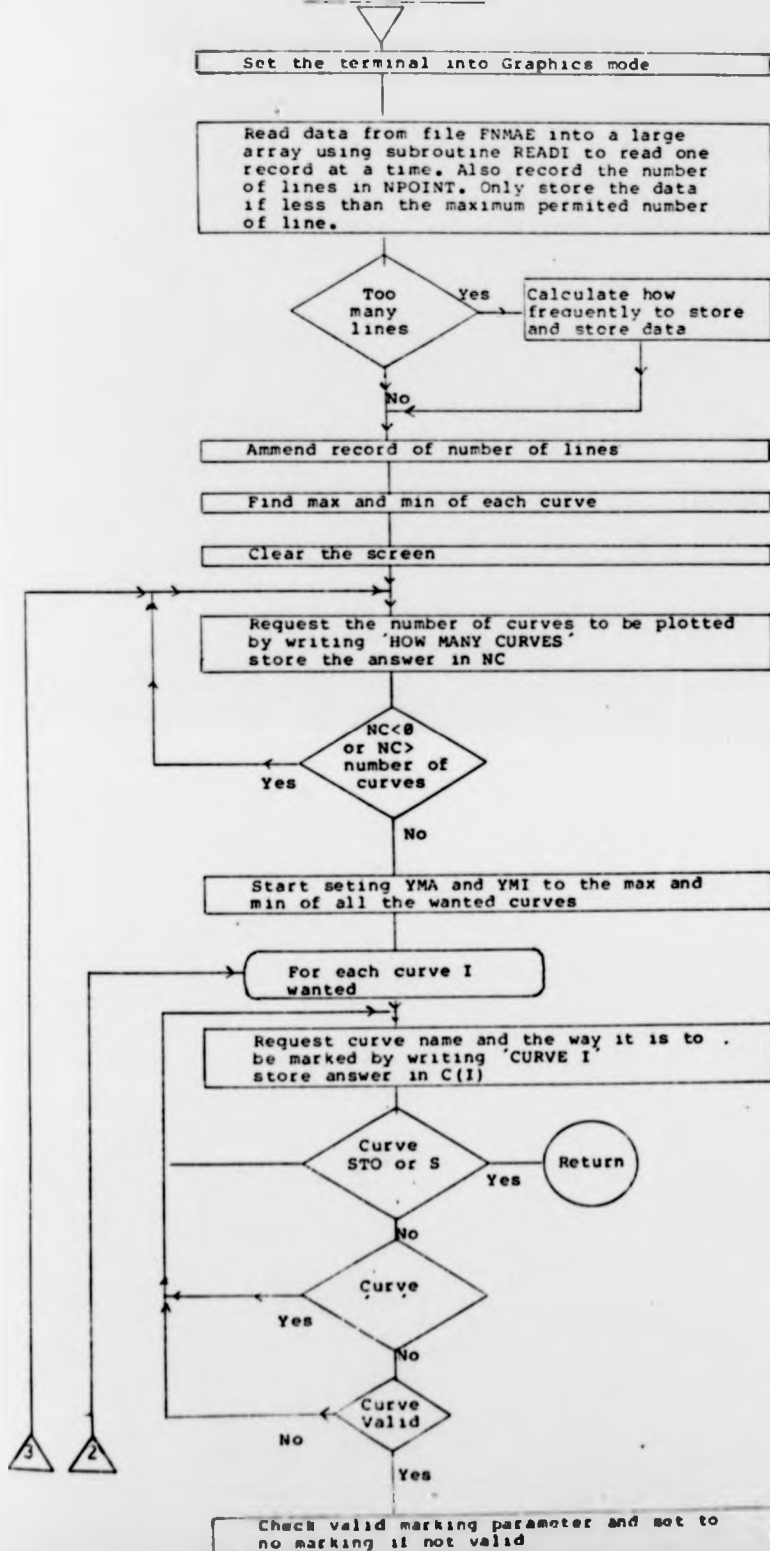 Set the terminal into Graphics mode
Read data from file FNMAE into a large
array using subroutine READI to read one
record at a time. Also record the number
of lines in NPOINT. Only store the data
if less than the maximum permited number
of line.
Too
many
lines
Yes
Calculate how
frequently to store
and store data
No
Ammend record of number of lines
Find max and min of each curve
Clear the screen
Request the number of curves to be plotted
by writing 'HOW MANY CURVES'
store the answer in NC
NC<0
or NC>
number of
curves
Yes
No
Start seting YMA and YMI to the max and
min of all the wanted curves
For each curve I
wanted
Request curve name and the way it is to .
be marked by writing 'CURVE I'
store answer in C(I)
Curve
STO or S
Yes
Return
No
Curve
' '
Yes
No
Curve
Valid
No
Yes
3
2
Check valid marking parameter and set to
no marking if not valid